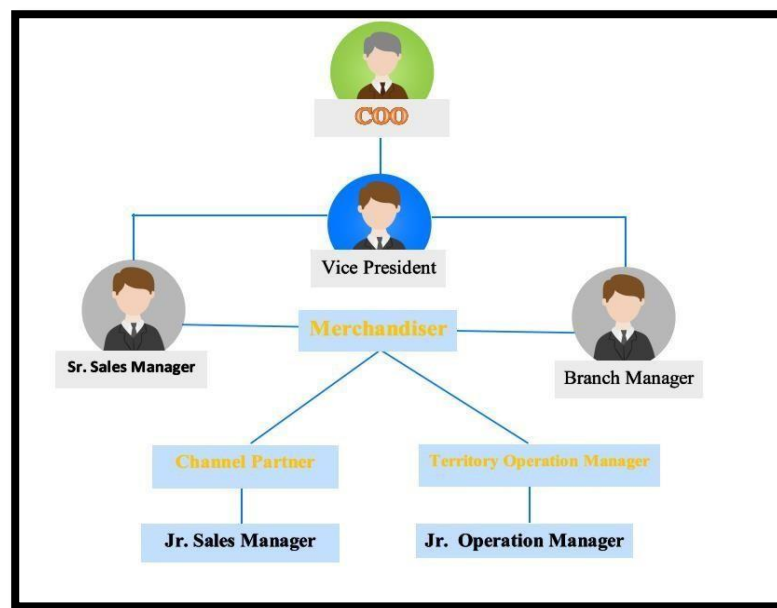 COO
Vice President
Merchandiser
Sr. Sales Manager
Branch Manager
Channel Partner
Territory Operation Manager
Jr. Sales Manager
Jr. Operation Manager